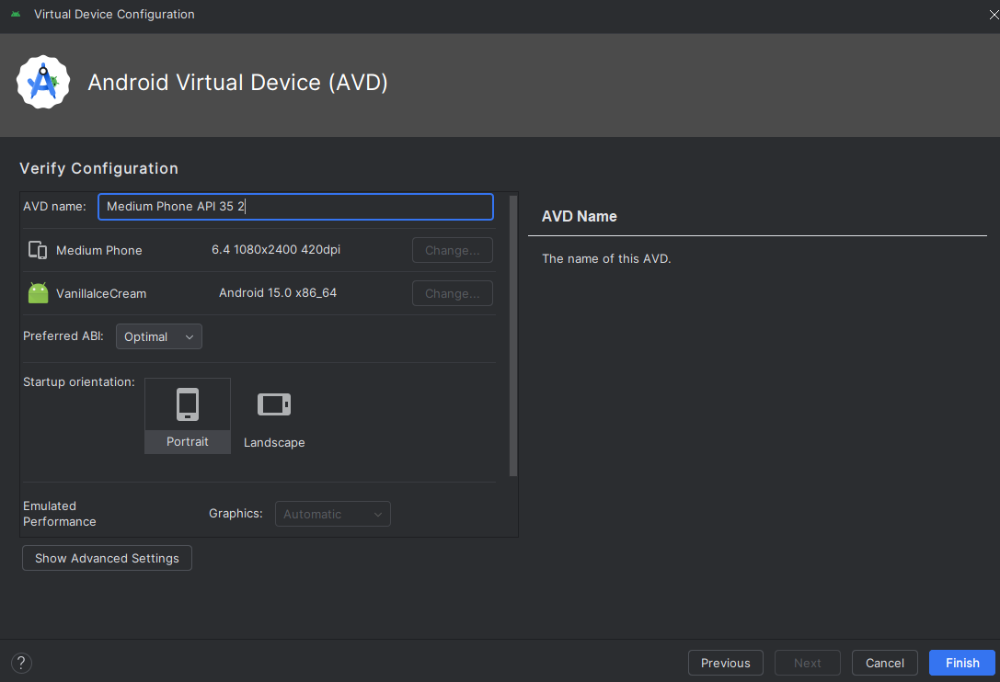 Virtual Device Configuration
Android Virtual Device (AVD)
Verify Configuration
AVD name: Medium Phone API 35 2
Medium Phone 6.4 1080x2400 420dpi Change...
VanillaIceCream Android 15.0 x86_64 Change...
Preferred ABI: Optimal
Startup orientation:
Portrait
Landscape
Emulated
Performance
Graphics: Automatic
Show Advanced Settings
AVD Name
The name of this AVD.
? Previous Next Cancel Finish